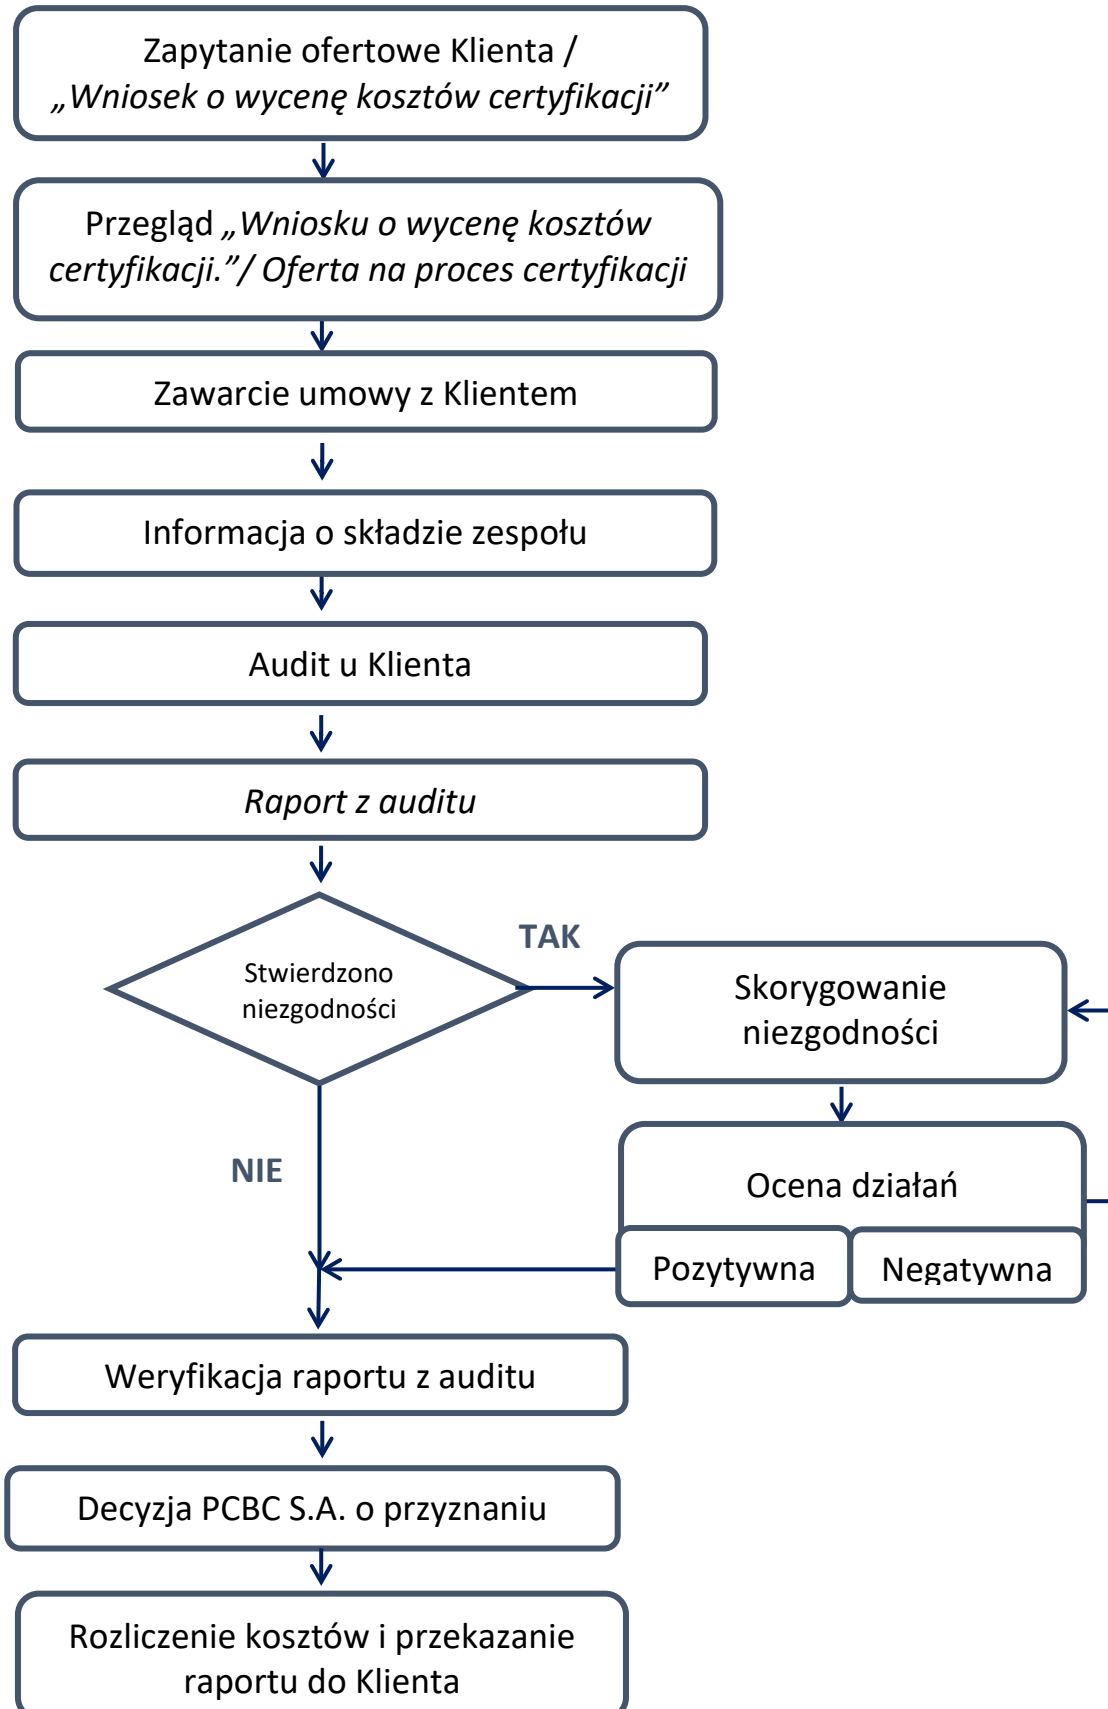 Zapytanie ofertowe Klienta /
„Wniosek o wycenę kosztów certyfikacji”
Przegląd „Wniosku o wycenę kosztów
certyfikacji.”/ Oferta na proces certyfikacji
Zawarcie umowy z Klientem
Informacja o składzie zespołu
Audit u Klienta
Raport z auditu
Stwierdzono
niezgodności
TAK
Skorygowanie
niezgodności
NIE
Ocena działań
Pozytywna
Negatywna
Weryfikacja raportu z auditu
Decyzja PCBC S.A. o przyznaniu
Rozliczenie kosztów i przekazanie
raportu do Klienta